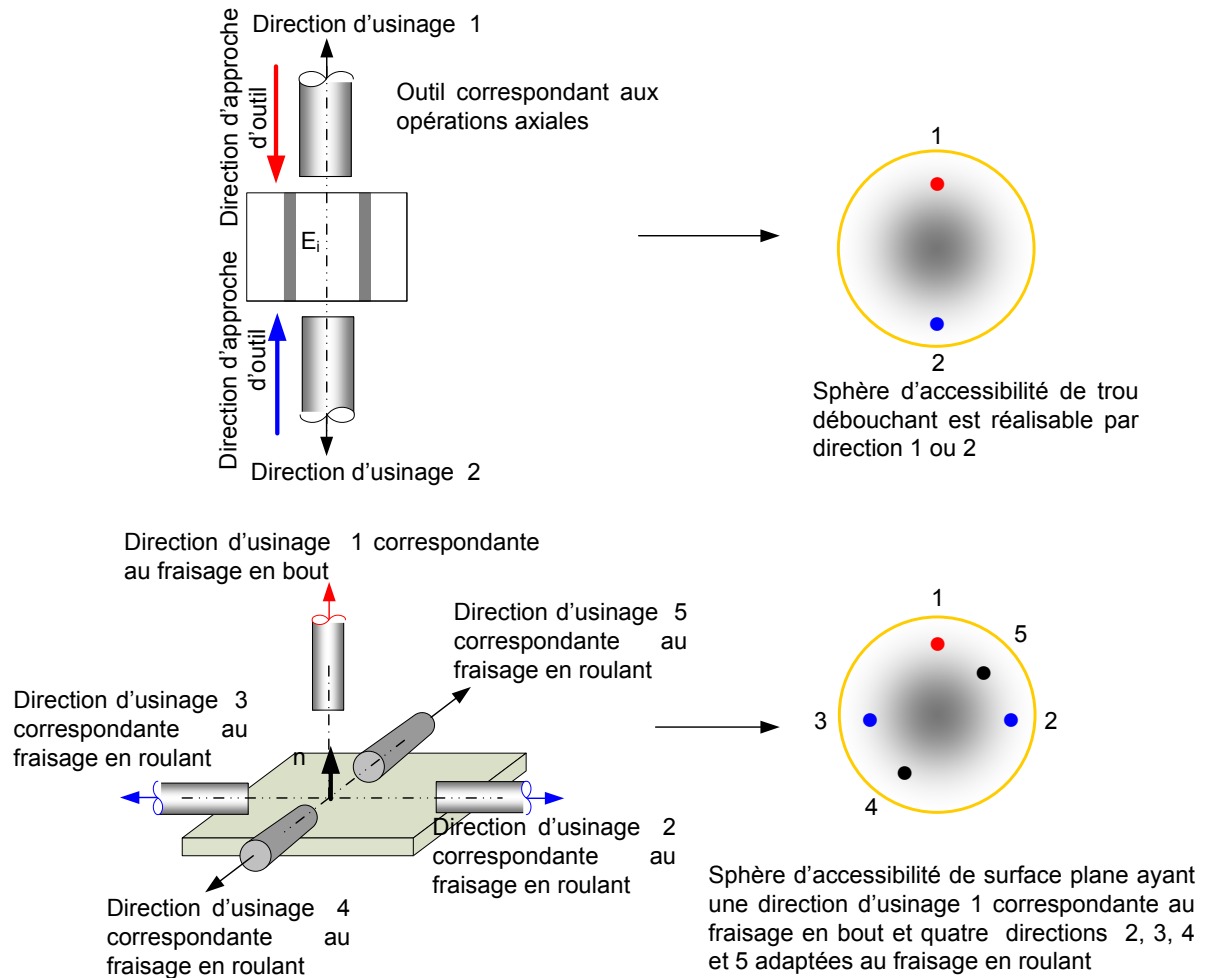 Direction d'usinage 1
Direction d'approche
d'outil
Outil correspondant aux
opérations axiales
E_i
Direction d'approche
d'outil
Direction d'usinage 2
1
2
Sphère d'accessibilité de trou
débouchant est réalisable par
direction 1 ou 2
Direction d'usinage 1 correspondante
au fraisage en bout
Direction d'usinage 5
correspondante au
fraisage en roulant
Direction d'usinage 3
correspondante au
fraisage en roulant
n
Direction d'usinage 2
correspondante au
fraisage en roulant
Direction d'usinage 4
correspondante au
fraisage en roulant
1
5
3
2
4
Sphère d'accessibilité de surface plane ayant
une direction d'usinage 1 correspondante au
fraisage en bout et quatre directions 2, 3, 4
et 5 adaptées au fraisage en roulant